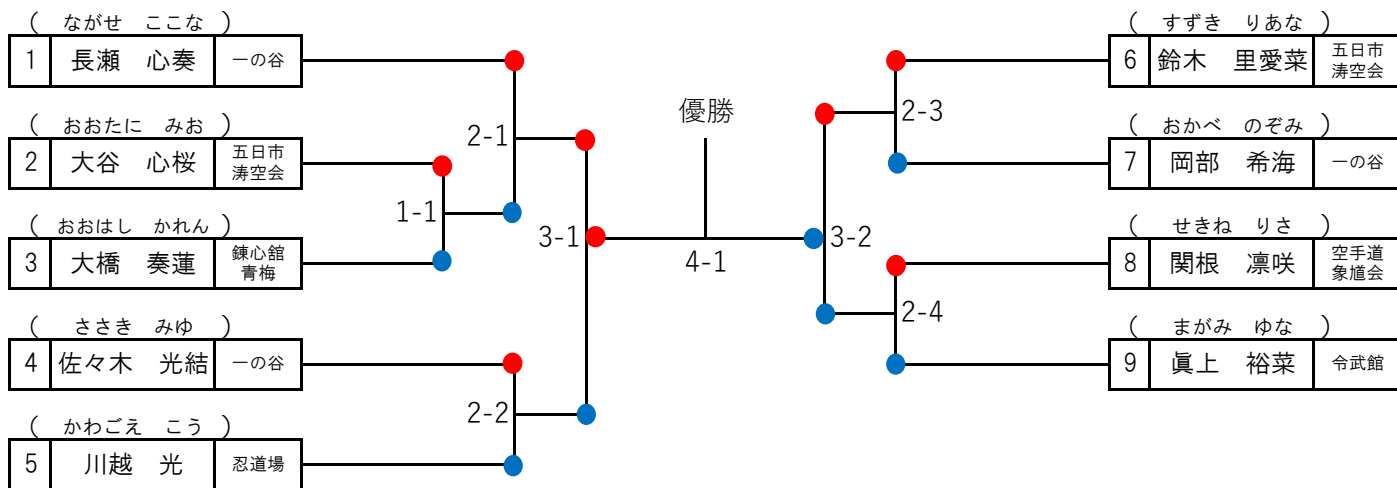 ( ながせ ここな )
1 長瀬 心奏 一の谷
( おおたに みお )
2 大谷 心桜 五日市
涛空会
( おおはし かれん )
3 大橋 奏蓮 錬心舘
青梅
( ささき みゆ )
4 佐々木 光結 一の谷
( かわごえ こう )
5 川越 光 忍道場
2-1
1-1
3-1
2-2
優勝
4-1
3-2
2-3
2-4
( すずき りあな )
6 鈴木 里愛菜 五日市
涛空会
( おかべ のぞみ )
7 岡部 希海 一の谷
( せきね りさ )
8 関根 凛咲 空手道
象馗会
( まがみ ゆな )
9 眞上 裕菜 令武館